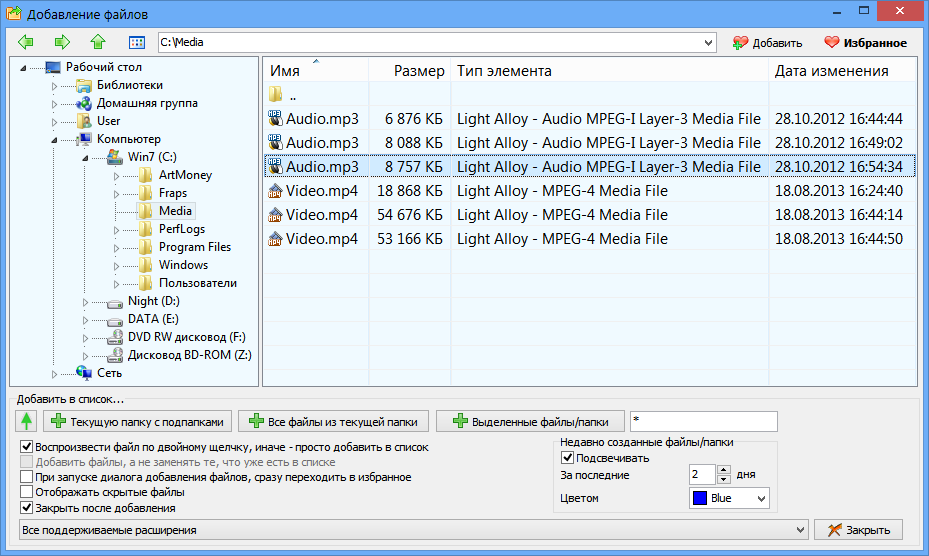 Добавление файлов
C:\Media
Добавить
Избранное
Рабочий стол
Библиотеки
Домашняя группа
User
Компьютер
Win7 (C:)
ArtMoney
Fraps
Media
PerfLogs
Program Files
Windows
Пользователи
Night (D:)
DATA (E:)
DVD RW дисковод (F:)
Дисковод BD-ROM (Z:)
Сеть
Имя Размер Тип элемента Дата изменения
..
Audio.mp3 6 876 КБ Light Alloy - Audio MPEG-I Layer-3 Media File 28.10.2012 16:44:44
Audio.mp3 8 088 КБ Light Alloy - Audio MPEG-I Layer-3 Media File 28.10.2012 16:49:02
Audio.mp3 8 757 КБ Light Alloy - Audio MPEG-I Layer-3 Media File 28.10.2012 16:54:34
Video.mp4 18 868 КБ Light Alloy - MPEG-4 Media File 18.08.2013 16:24:40
Video.mp4 54 676 КБ Light Alloy - MPEG-4 Media File 18.08.2013 16:44:14
Video.mp4 53 166 КБ Light Alloy - MPEG-4 Media File 18.08.2013 16:44:50
Добавить в список...
Текущую папку с подпапками
Все файлы из текущей папки
Выделенные файлы/папки
*
Воспроизвести файл по двойному щелчку, иначе - просто добавить в список
Добавить файлы, а не заменять те, что уже есть в списке
При запуске диалога добавления файлов, сразу переходить в избранное
Отображать скрытые файлы
Закрыть после добавления
Недавно созданные файлы/папки
Подсвечивать
За последние 2 дня
Цветом Blue
Все поддерживаемые расширения
Закрыть